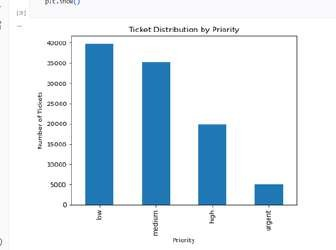 plt.show()
Ticket Distribution by Priority
40000
35000
30000
25000
20000
15000
10000
5000
0
Number of Tickets
low
medium
high
urgent
Priority